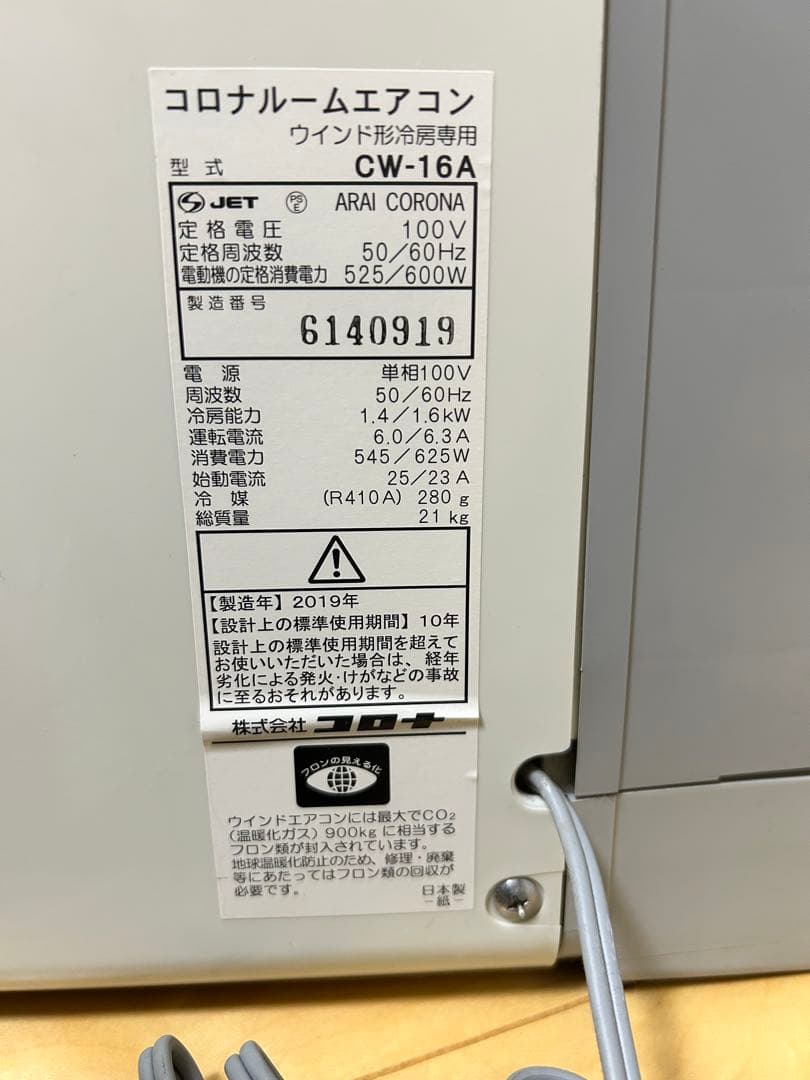 コロナルームエアコン
ウインド形冷房専用
型式 CW-16A
JET PSE ARAI CORONA
定格電圧 100V
定格周波数 50/60Hz
電動機の定格消費電力 525/600W
製造番号
6140919
電源 単相100V
周波数 50/60Hz
冷房能力 1.4/1.6kW
運転電流 6.0/6.3A
消費電力 545/625W
始動電流 25/23A
冷媒 (R410A) 280g
総質量 21kg
【製造年】2019年
【設計上の標準使用期間】10年
設計上の標準使用期間を超えて
お使いいただいた場合は、経年
劣化による発火・けがなどの事故
に至るおそれがあります。
株式会社 コロナ
フロンの見える化
ウインドエアコンには最大でCO₂
(温暖化ガス)900kgに相当する
フロン類が封入されています。
地球温暖化防止のため、修理・廃棄
等にあたってはフロン類の回収が
必要です。
日本製
-紙-